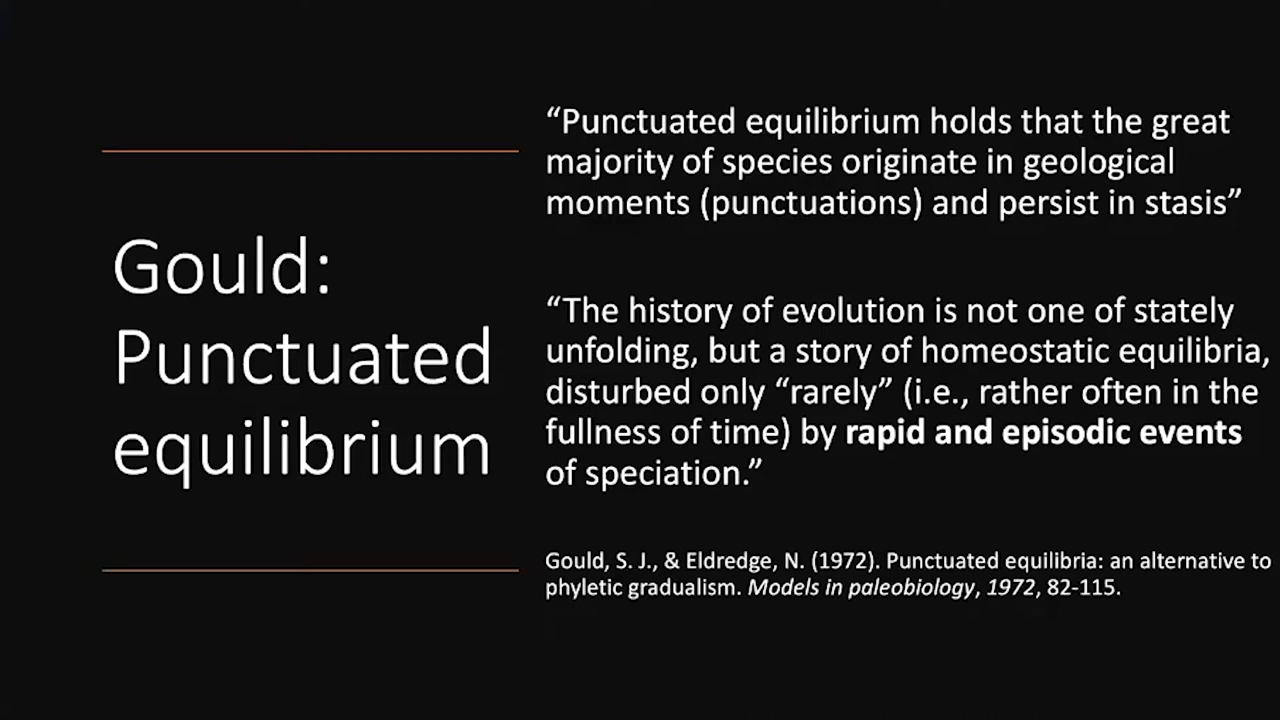 Gould:
Punctuated
equilibrium
“Punctuated equilibrium holds that the great
majority of species originate in geological
moments (punctuations) and persist in stasis”
“The history of evolution is not one of stately
unfolding, but a story of homeostatic equilibria,
disturbed only “rarely” (i.e., rather often in the
fullness of time) by rapid and episodic events
of speciation.”
Gould, S. J., & Eldredge, N. (1972). Punctuated equilibria: an alternative to
phyletic gradualism. Models in paleobiology, 1972, 82-115.